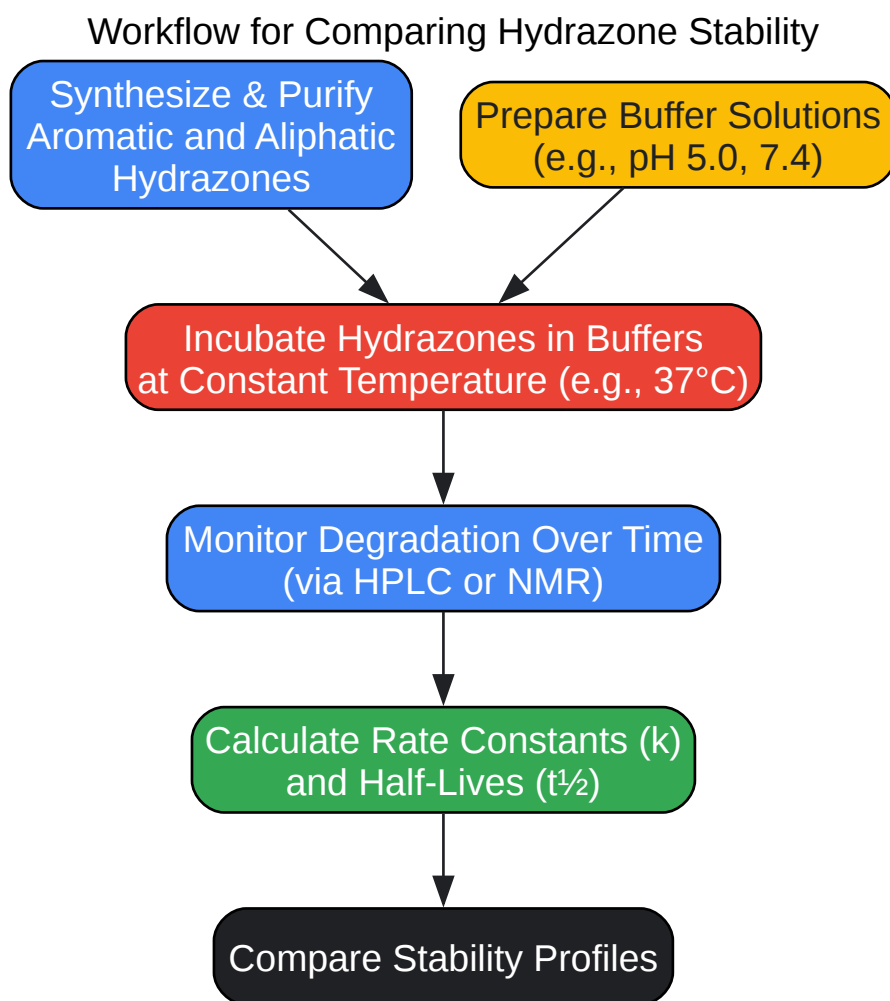 Workflow for Comparing Hydrazone Stability
Synthesize & Purify
Aromatic and Aliphatic
Hydrazones
Prepare Buffer Solutions
(e.g., pH 5.0, 7.4)
Incubate Hydrazones in Buffers
at Constant Temperature (e.g., 37°C)
Monitor Degradation Over Time
(via HPLC or NMR)
Calculate Rate Constants (k)
and Half-Lives (t½)
Compare Stability Profiles